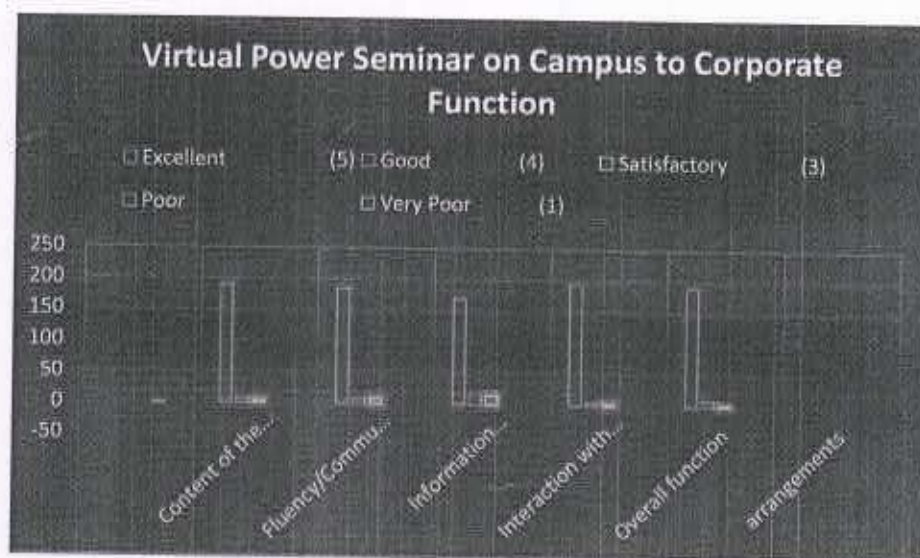 Virtual Power Seminar on Campus to Corporate
Function
Excellent (5) Good (4) Satisfactory (3)
Poor Very Poor (1)
250
200
150
100
50
0
-50
Content of the...
Fluency/Commu...
Information...
Interaction with...
Overall function
arrangements